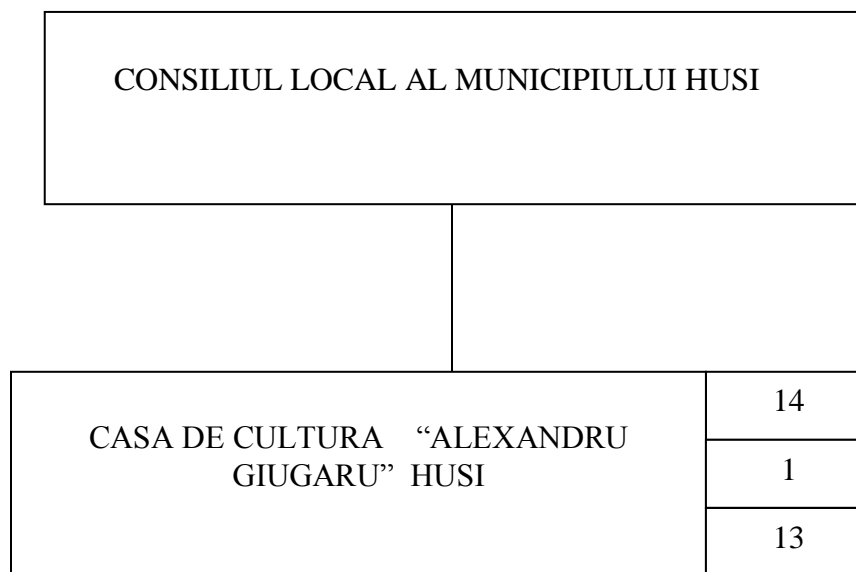 CONSILIUL LOCAL AL MUNICIPIULUI HUSI
CASA DE CULTURA “ALEXANDRU
GIUGARU” HUSI
14
1
13